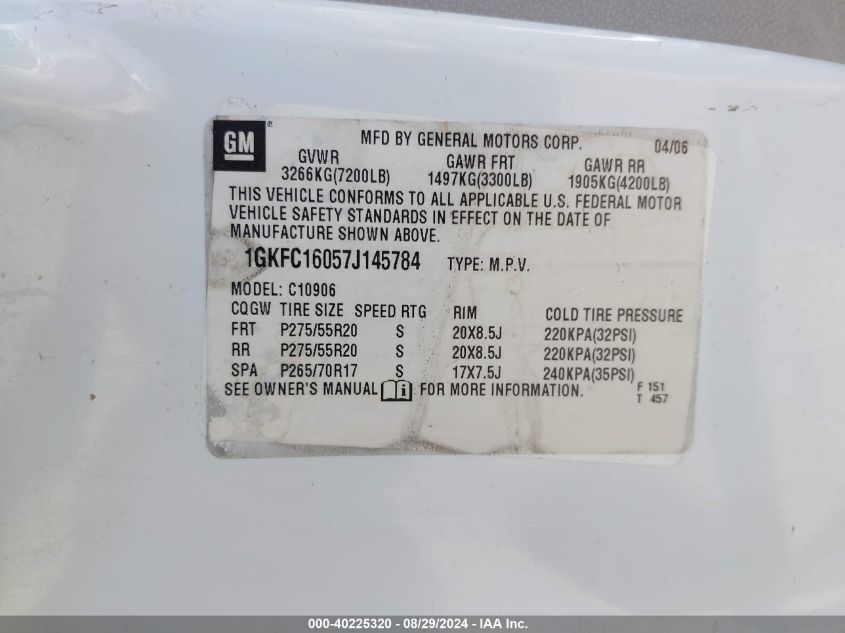 GM ® MFD BY GENERAL MOTORS CORP. 04/06
GVWR GAWR FRT GAWR RR
3266KG(7200LB) 1497KG(3300LB) 1905KG(4200LB)
THIS VEHICLE CONFORMS TO ALL APPLICABLE U.S. FEDERAL MOTOR
VEHICLE SAFETY STANDARDS IN EFFECT ON THE DATE OF
MANUFACTURE SHOWN ABOVE.
1GKFC16057J145784 TYPE: M.P.V.
MODEL: C10906
CQGW TIRE SIZE SPEED RTG RIM COLD TIRE PRESSURE
FRT P275/55R20 S 20X8.5J 220KPA(32PSI)
RR P275/55R20 S 20X8.5J 220KPA(32PSI)
SPA P265/70R17 S 17X7.5J 240KPA(35PSI)
SEE OWNER'S MANUAL FOR MORE INFORMATION. F 151
T 457
000-40225320 - 08/29/2024 - IAA Inc.